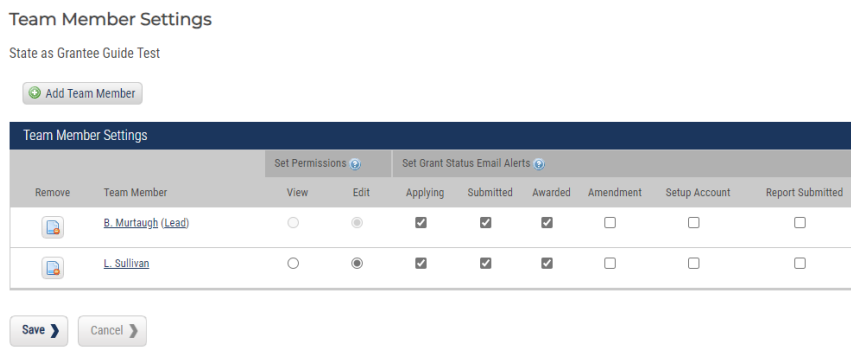 Team Member Settings
State as Grantee Guide Test
Add Team Member
Team Member Settings
Set Permissions ? Set Grant Status Email Alerts ?
Remove Team Member View Edit Applying Submitted Awarded Amendment Setup Account Report Submitted
B. Murtaugh (Lead)
L. Sullivan
Save Cancel